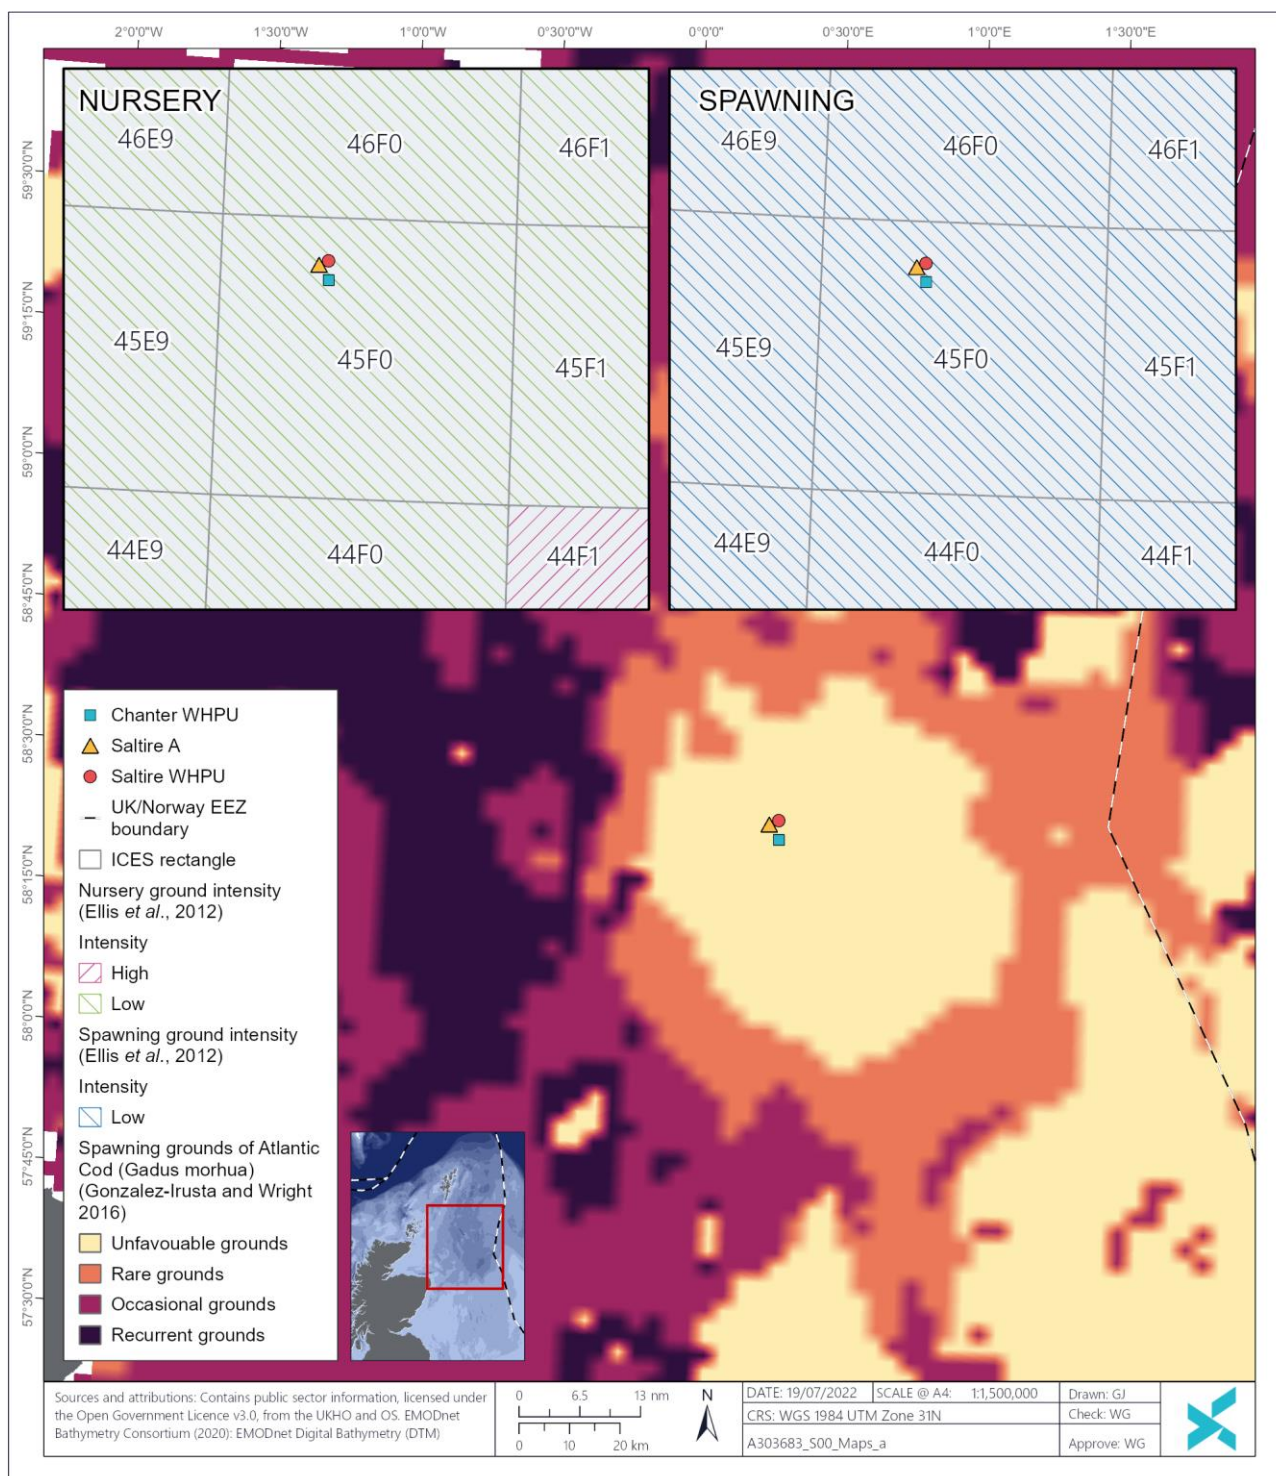 2°0'0"W 1°30'0"W 1°0'0"W 0°30'0"W 0°0'0" 0°30'0"E 1°0'0"E 1°30'0"E
59°30'0"N
59°15'0"N
59°0'0"N
58°45'0"N
58°30'0"N
58°15'0"N
58°0'0"N
57°45'0"N
57°30'0"N
NURSERY
46E9 46F0 46F1
45E9 45F0 45F1
44E9 44F0 44F1
SPAWNING
46E9 46F0 46F1
45E9 45F0 45F1
44E9 44F0 44F1
Chanter WHPU
Saltire A
Saltire WHPU
UK/Norway EEZ
boundary
ICES rectangle
Nursery ground intensity
(Ellis et al., 2012)
Intensity
High
Low
Spawning ground intensity
(Ellis et al., 2012)
Intensity
Low
Spawning grounds of Atlantic
Cod (Gadus morhua)
(Gonzalez-Irusta and Wright
2016)
Unfavouable grounds
Rare grounds
Occasional grounds
Recurrent grounds
Sources and attributions: Contains public sector information, licensed under
the Open Government Licence v3.0, from the UKHO and OS. EMODnet
Bathymetry Consortium (2020): EMODnet Digital Bathymetry (DTM)
0 6.5 13 nm
0 10 20 km
N
DATE: 19/07/2022 SCALE @ A4: 1:1,500,000
CRS: WGS 1984 UTM Zone 31N
A303683_S00_Maps_a
Drawn: GJ
Check: WG
Approve: WG